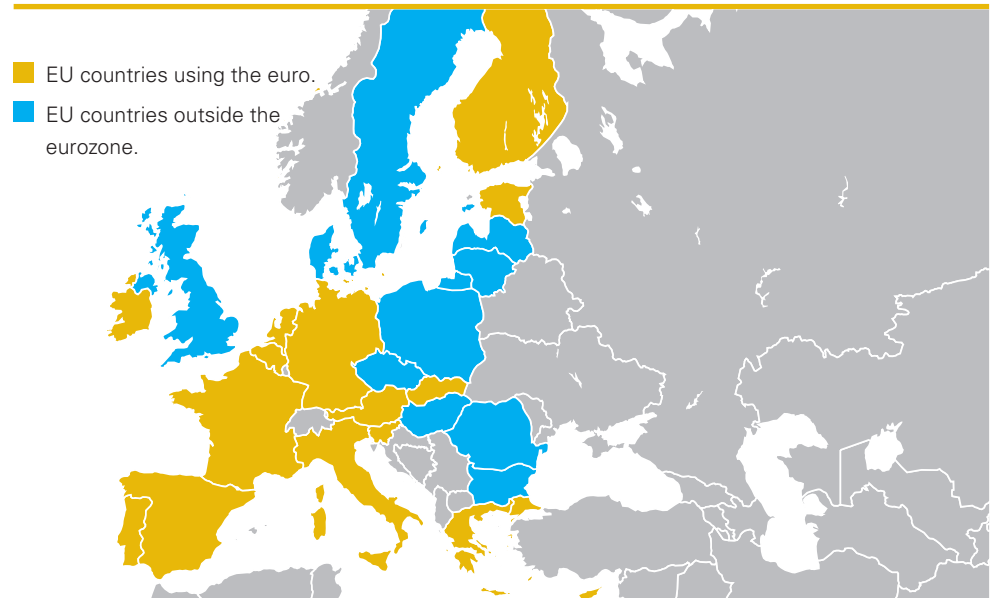 EU countries using the euro.
EU countries outside the
eurozone.